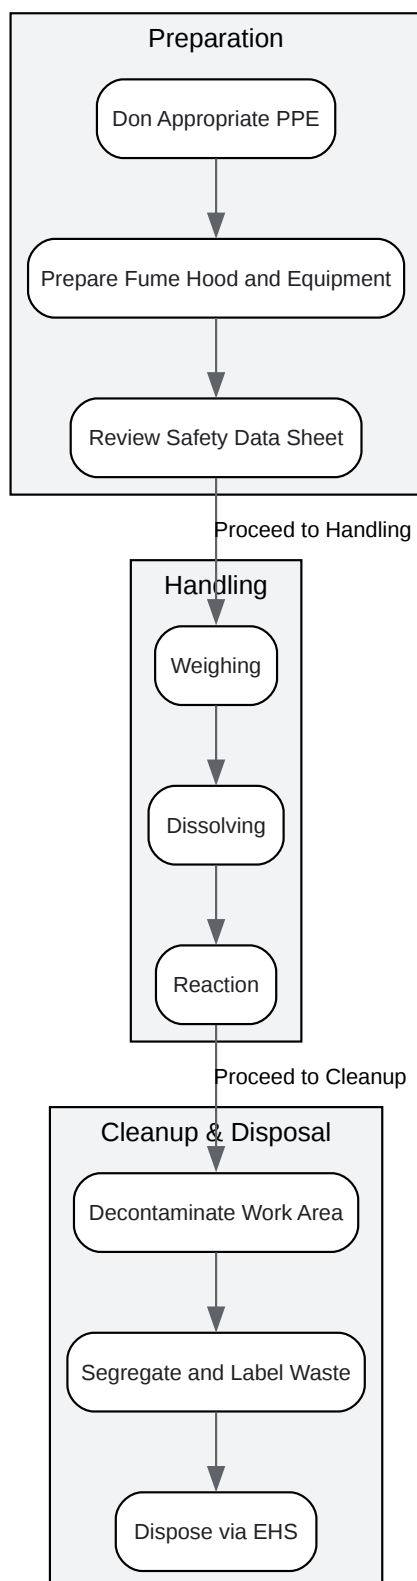 Preparation
Don Appropriate PPE
Prepare Fume Hood and Equipment
Review Safety Data Sheet
Proceed to Handling
Handling
Weighing
Dissolving
Reaction
Proceed to Cleanup
Cleanup & Disposal
Decontaminate Work Area
Segregate and Label Waste
Dispose via EHS